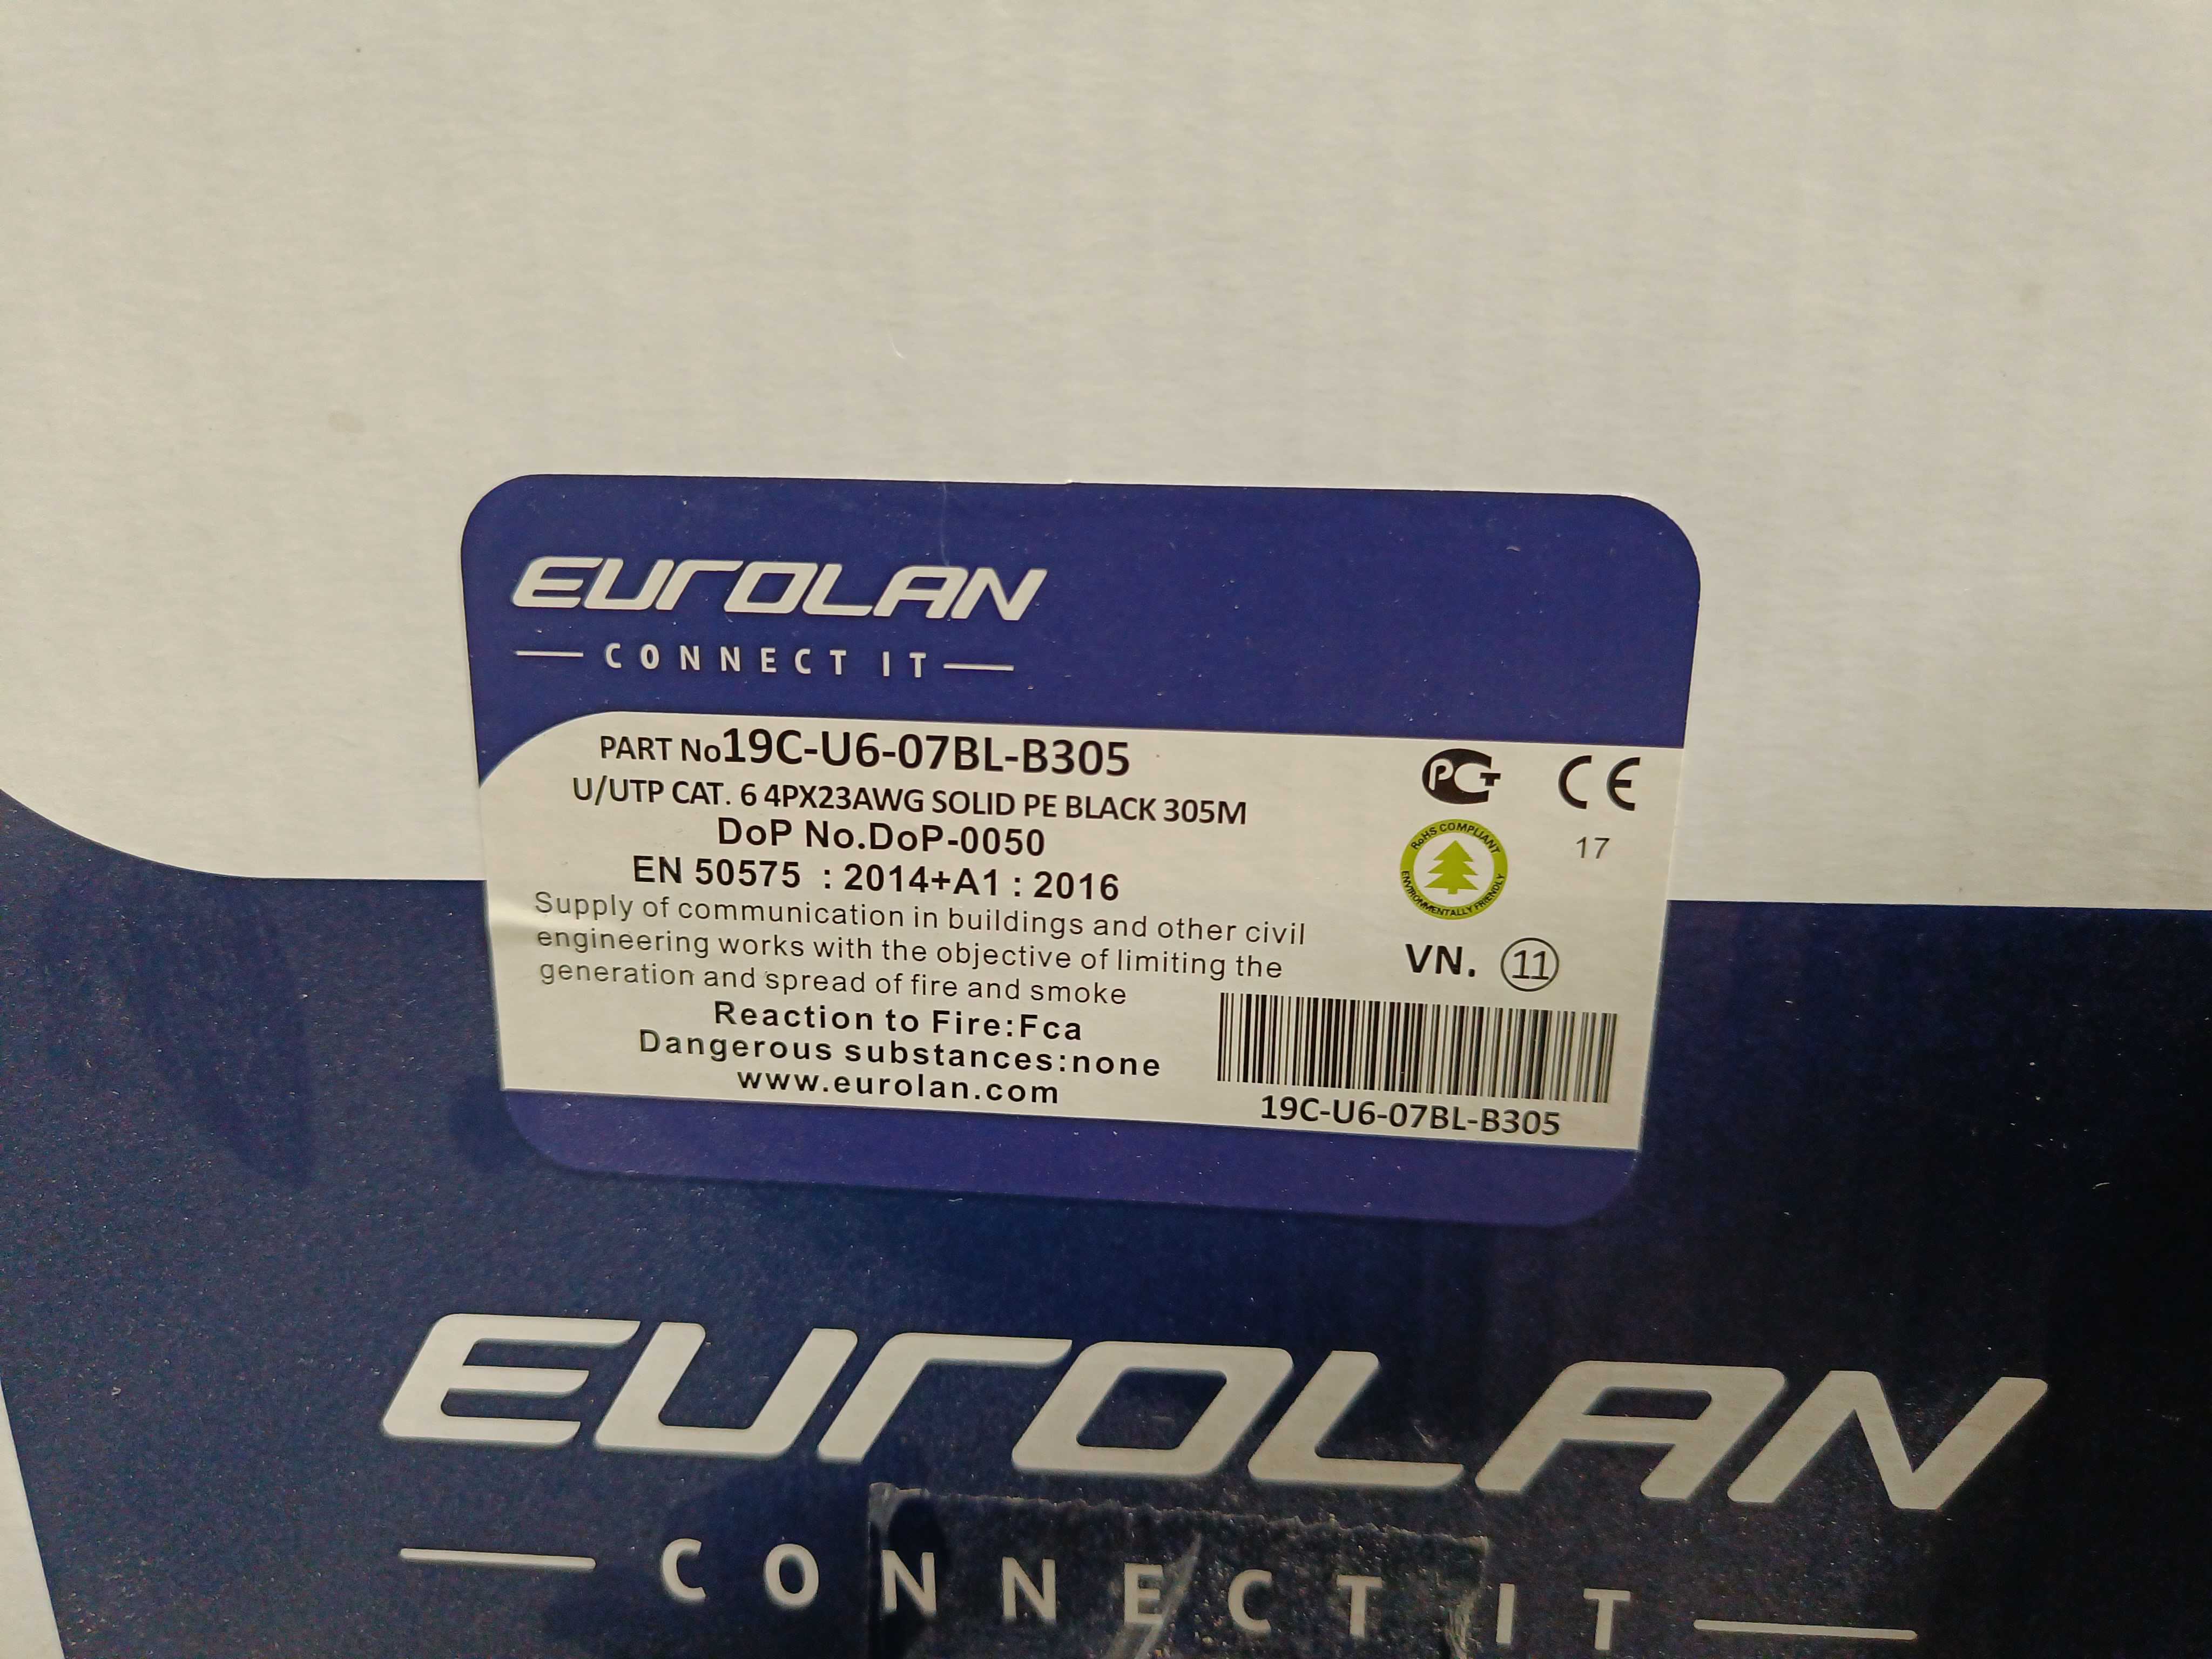 EUROLAN
CONNECT IT
PART No19C-U6-07BL-B305
U/UTP CAT. 6 4PX23AWG SOLID PE BLACK 305M
DoP No.DoP-0050
EN 50575 : 2014+A1 : 2016
Supply of communication in buildings and other civil
engineering works with the objective of limiting the
generation and spread of fire and smoke
Reaction to Fire:Fca
Dangerous substances:none
www.eurolan.com
РСТ CE
17
RoHS COMPLIANT
ENVIRONMENTALLY FRIENDLY
VN. 11
19C-U6-07BL-B305
EUROLAN
CONNECT IT